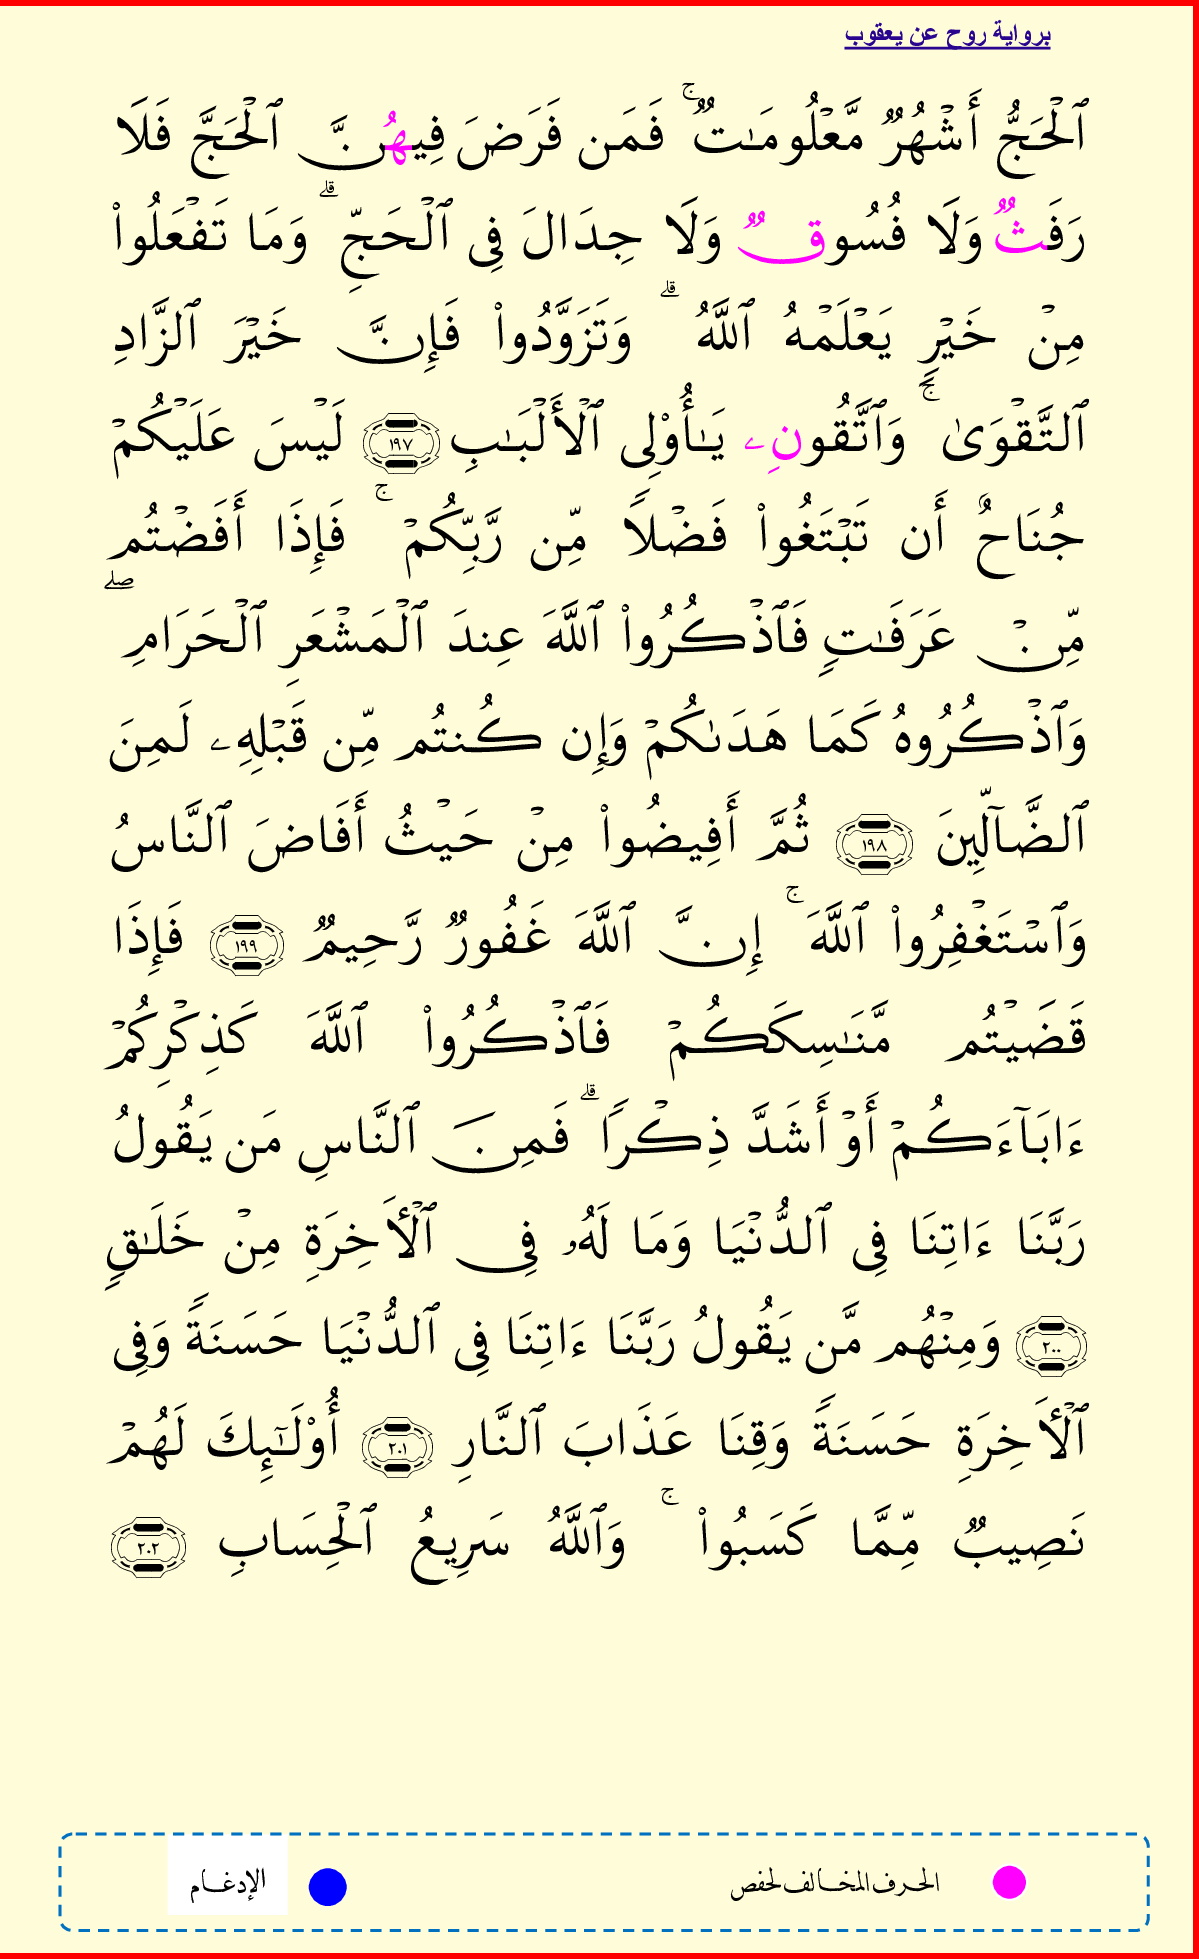 برواية روح عن يعقوب
ٱلۡحَجُّ أَشۡهُرٞ مَّعۡلُومَٰتٞۚ فَمَن فَرَضَ فِيهُنَّ ٱلۡحَجَّ فَلَا
رَفَثٞ وَلَا فُسُوقٞ وَلَا جِدَالَ فِي ٱلۡحَجِّۗ وَمَا تَفۡعَلُواْ
مِنۡ خَيۡرٖ يَعۡلَمۡهُ ٱللَّهُۗ وَتَزَوَّدُواْ فَإِنَّ خَيۡرَ ٱلزَّادِ
ٱلتَّقۡوَىٰۖۚ وَٱتَّقُونِۦ يَٰٓأُوْلِي ٱلۡأَلۡبَٰبِ ١٩٧ لَيۡسَ عَلَيۡكُمۡ
جُنَاحٌ أَن تَبۡتَغُواْ فَضۡلٗا مِّن رَّبِّكُمۡۚ فَإِذَآ أَفَضۡتُم
مِّنۡ عَرَفَٰتٖ فَٱذۡكُرُواْ ٱللَّهَ عِندَ ٱلۡمَشۡعَرِ ٱلۡحَرَامِۖ
وَٱذۡكُرُوهُ كَمَا هَدَىٰكُمۡ وَإِن كُنتُم مِّن قَبۡلِهِۦ لَمِنَ
ٱلضَّآلِّينَ ١٩٨ ثُمَّ أَفِيضُواْ مِنۡ حَيۡثُ أَفَاضَ ٱلنَّاسُ
وَٱسۡتَغۡفِرُواْ ٱللَّهَۚ إِنَّ ٱللَّهَ غَفُورٞ رَّحِيمٞ ١٩٩ فَإِذَا
قَضَيۡتُم مَّنَٰسِكَكُمۡ فَٱذۡكُرُواْ ٱللَّهَ كَذِكۡرِكُمۡ
ءَابَآءَكُمۡ أَوۡ أَشَدَّ ذِكۡرٗاۗ فَمِنَ ٱلنَّاسِ مَن يَقُولُ
رَبَّنَا ءَاتِنَا فِي ٱلدُّنۡيَا وَمَا لَهُۥ فِي ٱلۡأٓخِرَةِ مِنۡ خَلَٰقٖ
٢٠٠ وَمِنۡهُم مَّن يَقُولُ رَبَّنَا ءَاتِنَا فِي ٱلدُّنۡيَا حَسَنَةٗ وَفِي
ٱلۡأٓخِرَةِ حَسَنَةٗ وَقِنَا عَذَابَ ٱلنَّارِ ٢٠١ أُوْلَٰٓئِكَ لَهُمۡ
نَصِيبٞ مِّمَّا كَسَبُواْۚ وَٱللَّهُ سَرِيعُ ٱلۡحِسَابِ ٢٠٢
الحرف المخالف لحفص الإدغام